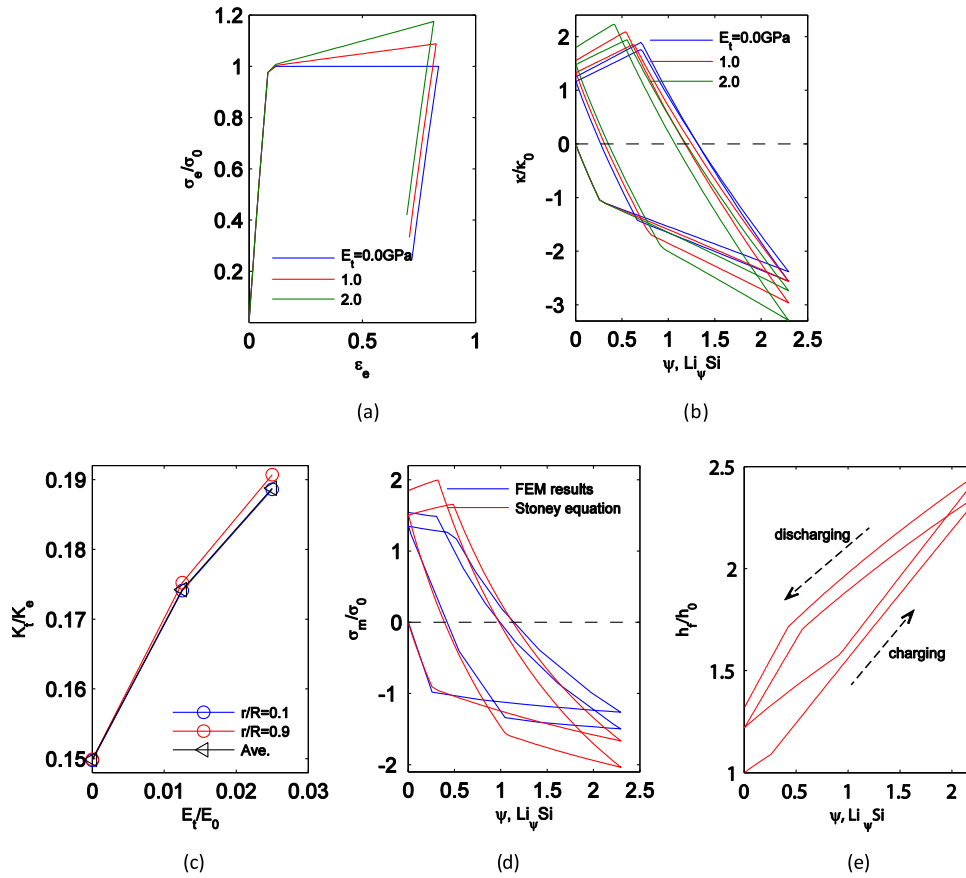 1.2
1
0.8
0.6
0.4
0.2
σe/σ0
Et=0.0GPa
1.0
2.0
0
0.5
1
εe
(a)
2
1
0
-1
-2
-3
κ/κ0
Et=0.0GPa
1.0
2.0
0
0.5
1
1.5
2
2.5
ψ, LiψSi
(b)
0.19
0.18
0.17
0.16
0.15
Kt/Ke
r/R=0.1
r/R=0.9
Ave.
0
0.01
0.02
0.03
Et/E0
(c)
2
1
0
-1
-2
σm/σ0
FEM results
Stoney equation
0
0.5
1
1.5
2
2.5
ψ, LiψSi
(d)
2.5
2
1.5
1
hf/h0
discharging
charging
0
0.5
1
1.5
2
ψ, LiψSi
(e)